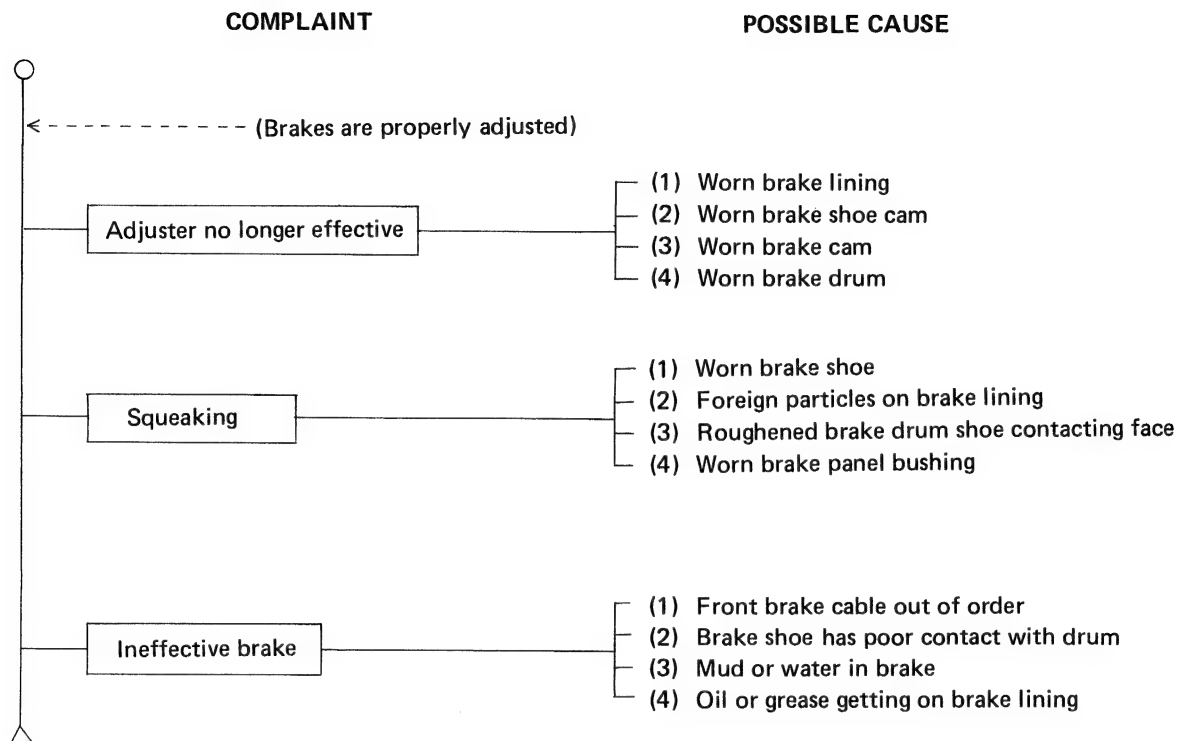 COMPLAINT POSSIBLE CAUSE
(Brakes are properly adjusted)
Adjuster no longer effective
(1) Worn brake lining
(2) Worn brake shoe cam
(3) Worn brake cam
(4) Worn brake drum
Squeaking
(1) Worn brake shoe
(2) Foreign particles on brake lining
(3) Roughened brake drum shoe contacting face
(4) Worn brake panel bushing
Ineffective brake
(1) Front brake cable out of order
(2) Brake shoe has poor contact with drum
(3) Mud or water in brake
(4) Oil or grease getting on brake lining